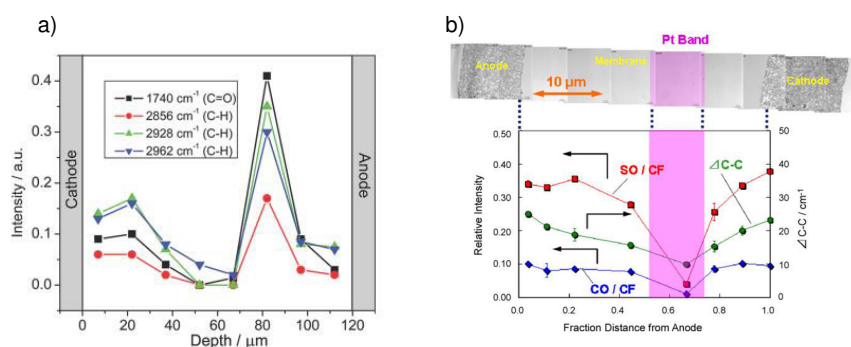 a)
Cathode
Anode
1740 cm⁻¹ (C=O)
2856 cm⁻¹ (C-H)
2928 cm⁻¹ (C-H)
2962 cm⁻¹ (C-H)
Intensity / a.u.
0.4
0.3
0.2
0.1
0.0
0 20 40 60 80 100 120
Depth / μm
b)
Pt Band
Anode
Membrane
Cathode
10 μm
Relative Intensity
0.50
0.40
0.30
0.20
0.10
0.00
SO / CF
⊿C-C
CO / CF
50
40
30
20
10
0
⊿ C-C / cm⁻¹
0.0 0.2 0.4 0.6 0.8 1.0
Fraction Distance from Anode